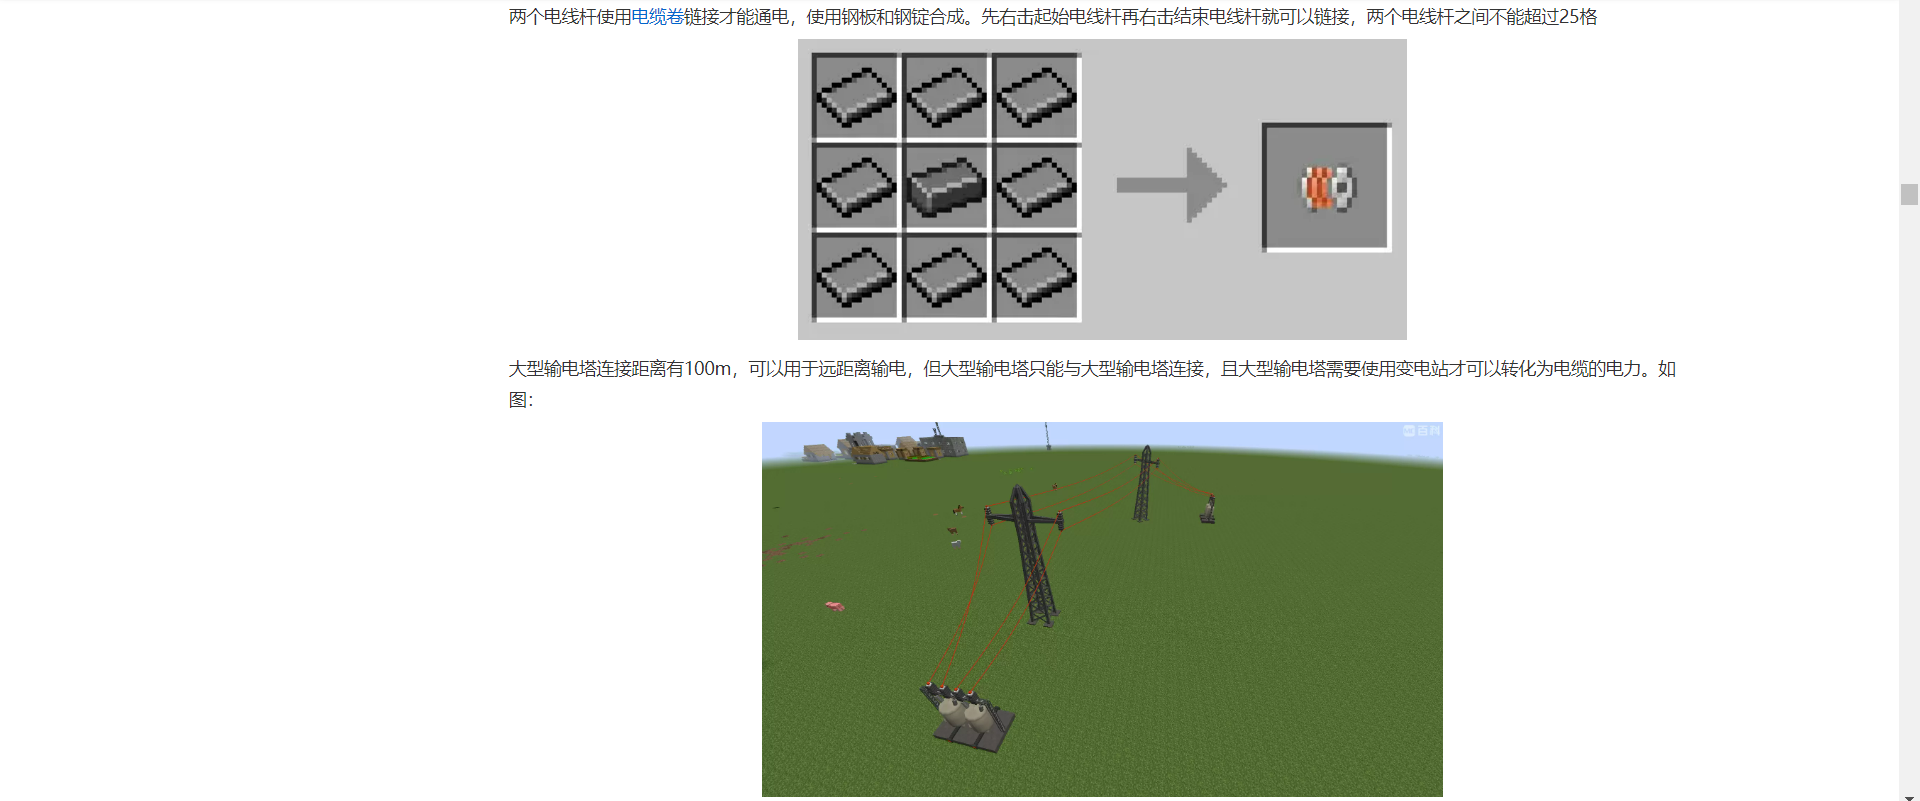 两个电线杆使用电缆卷链接才能通电，使用钢板和钢锭合成。先右击起始电线杆再右击结束电线杆就可以链接，两个电线杆之间不能超过25格
大型输电塔连接距离有100m，可以用于远距离输电，但大型输电塔只能与大型输电塔连接，且大型输电塔需要使用变电站才可以转化为电缆的电力。如
图：
百科